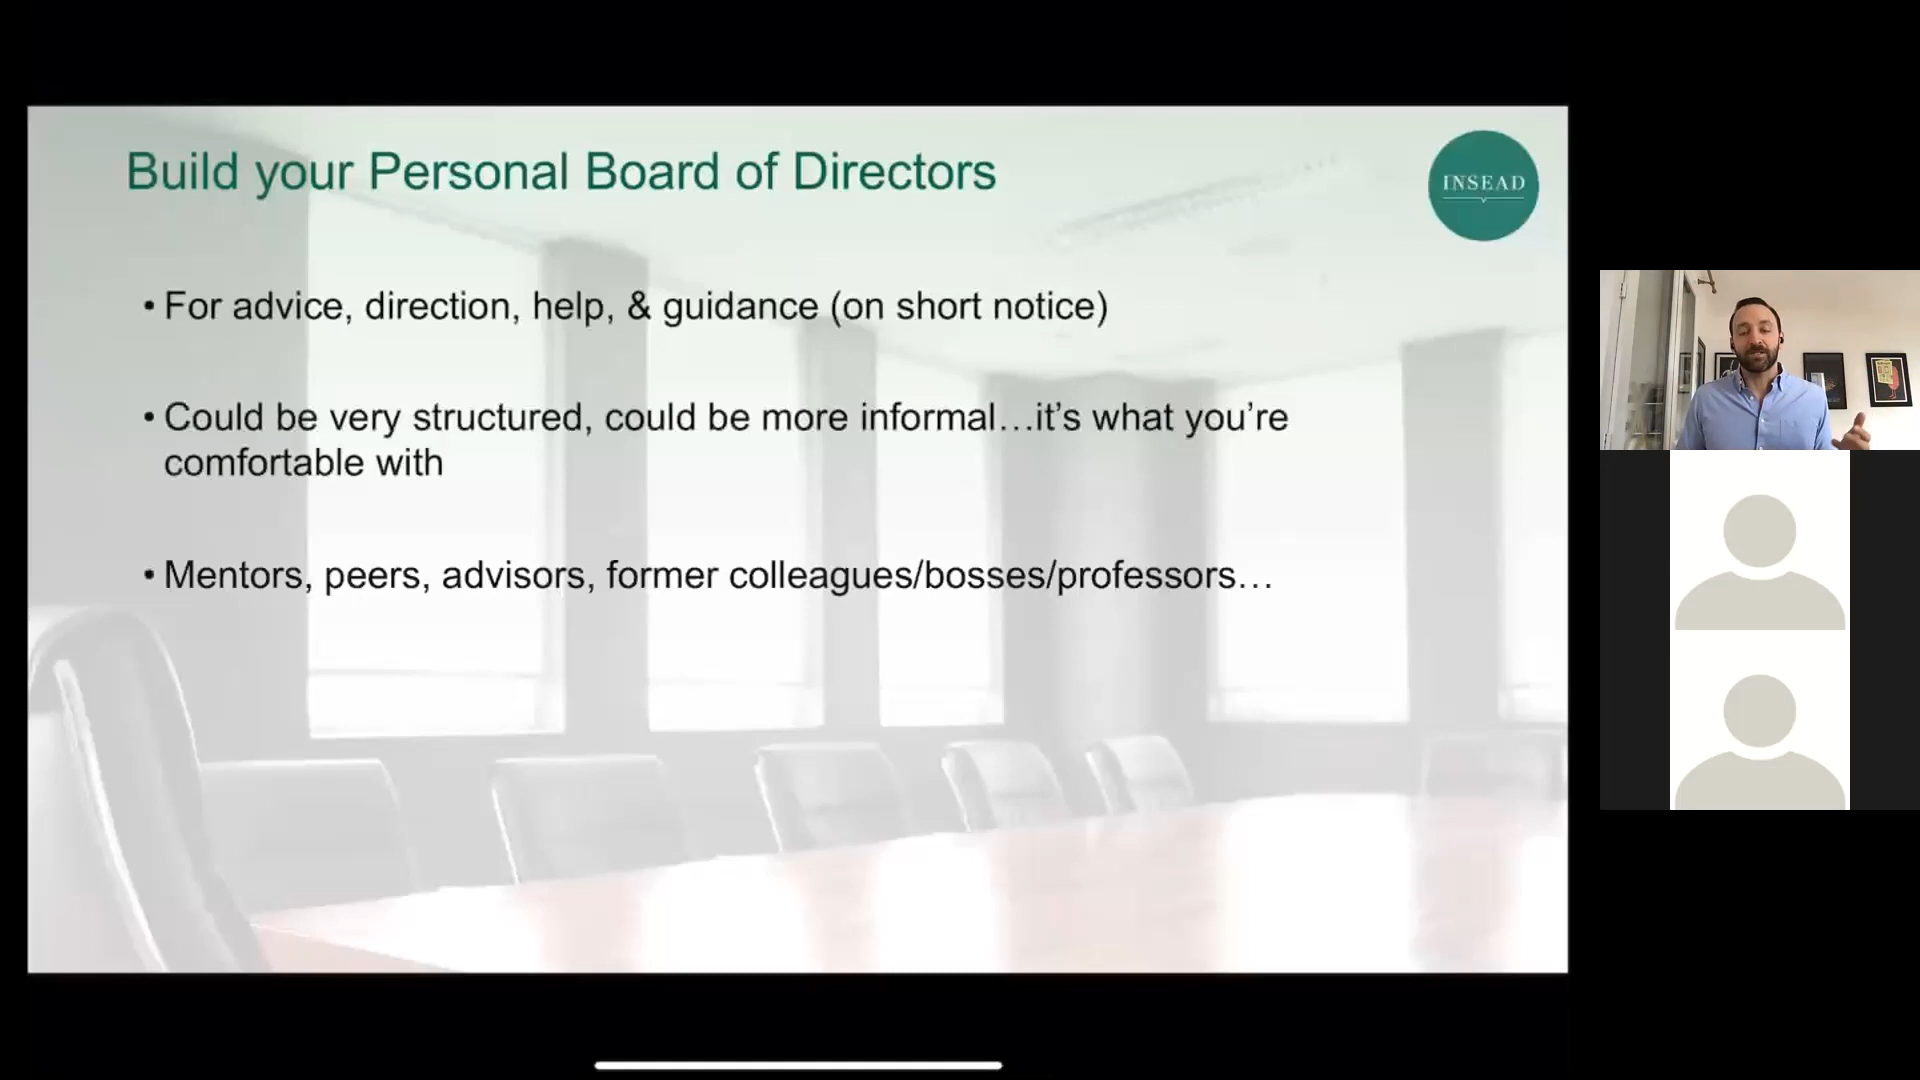 Build your Personal Board of Directors
INSEAD
• For advice, direction, help, & guidance (on short notice)
• Could be very structured, could be more informal…it’s what you’re
comfortable with
• Mentors, peers, advisors, former colleagues/bosses/professors…